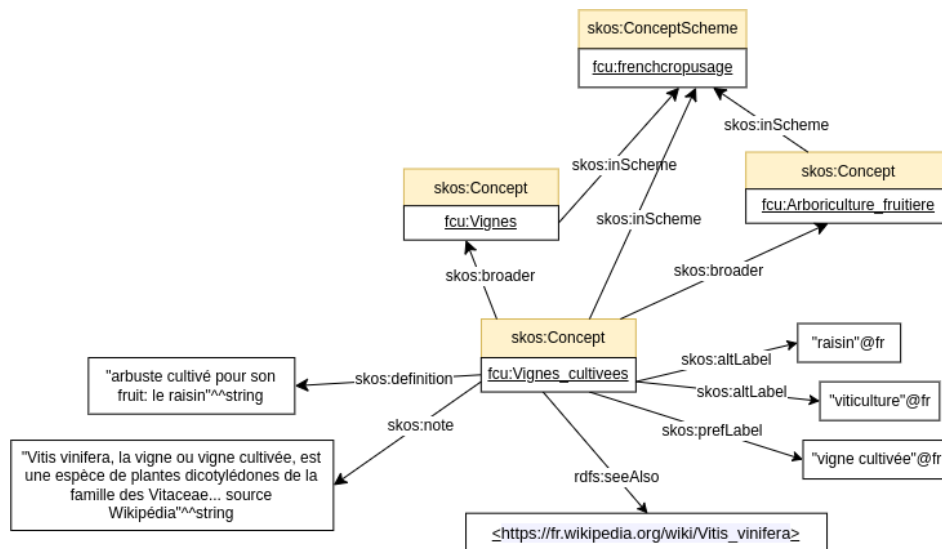 skos:ConceptScheme
fcu:frenchcropusage
skos:inScheme
skos:inScheme
skos:Concept
fcu:Arboriculture_fruitiere
skos:Concept
fcu:Vignes
skos:inScheme
skos:broader
skos:broader
skos:Concept
fcu:Vignes_cultivees
"raisin"@fr
skos:altLabel
skos:definition
"arbuste cultivé pour son
fruit: le raisin"^^string
skos:altLabel
"viticulture"@fr
skos:note
skos:prefLabel
"vigne cultivée"@fr
"Vitis vinifera, la vigne ou vigne cultivée, est
une espèce de plantes dicotylédones de la
famille des Vitaceae... source
Wikipédia"^^string
rdfs:seeAlso
<https://fr.wikipedia.org/wiki/Vitis_vinifera>